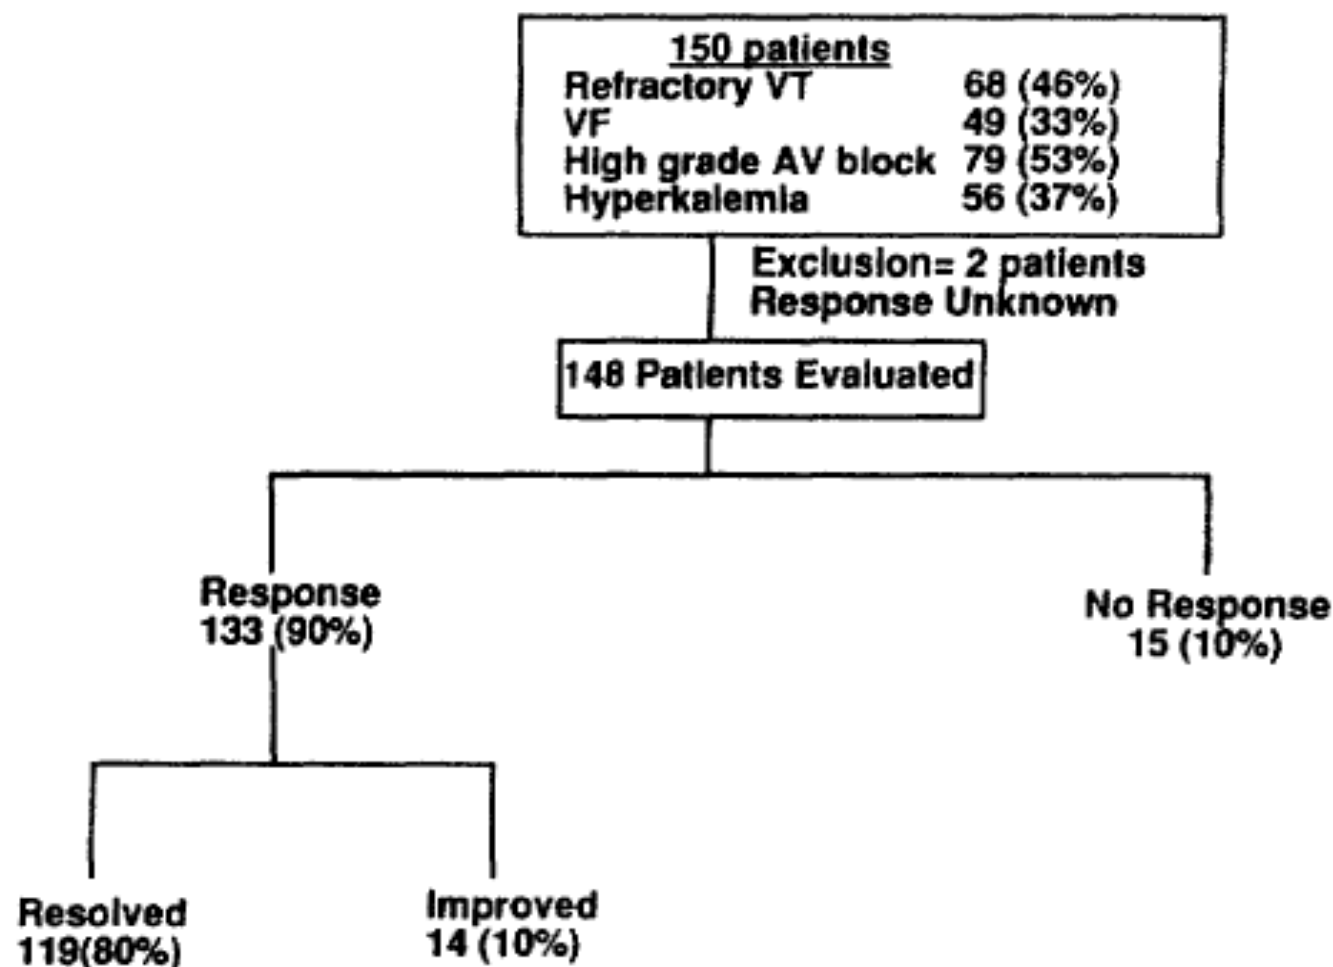 150 patients
Refractory VT 68 (46%)
VF 49 (33%)
High grade AV block 79 (53%)
Hyperkalemia 56 (37%)
Exclusion= 2 patients
Response Unknown
148 Patients Evaluated
Response
133 (90%)
No Response
15 (10%)
Resolved
119(80%)
Improved
14 (10%)